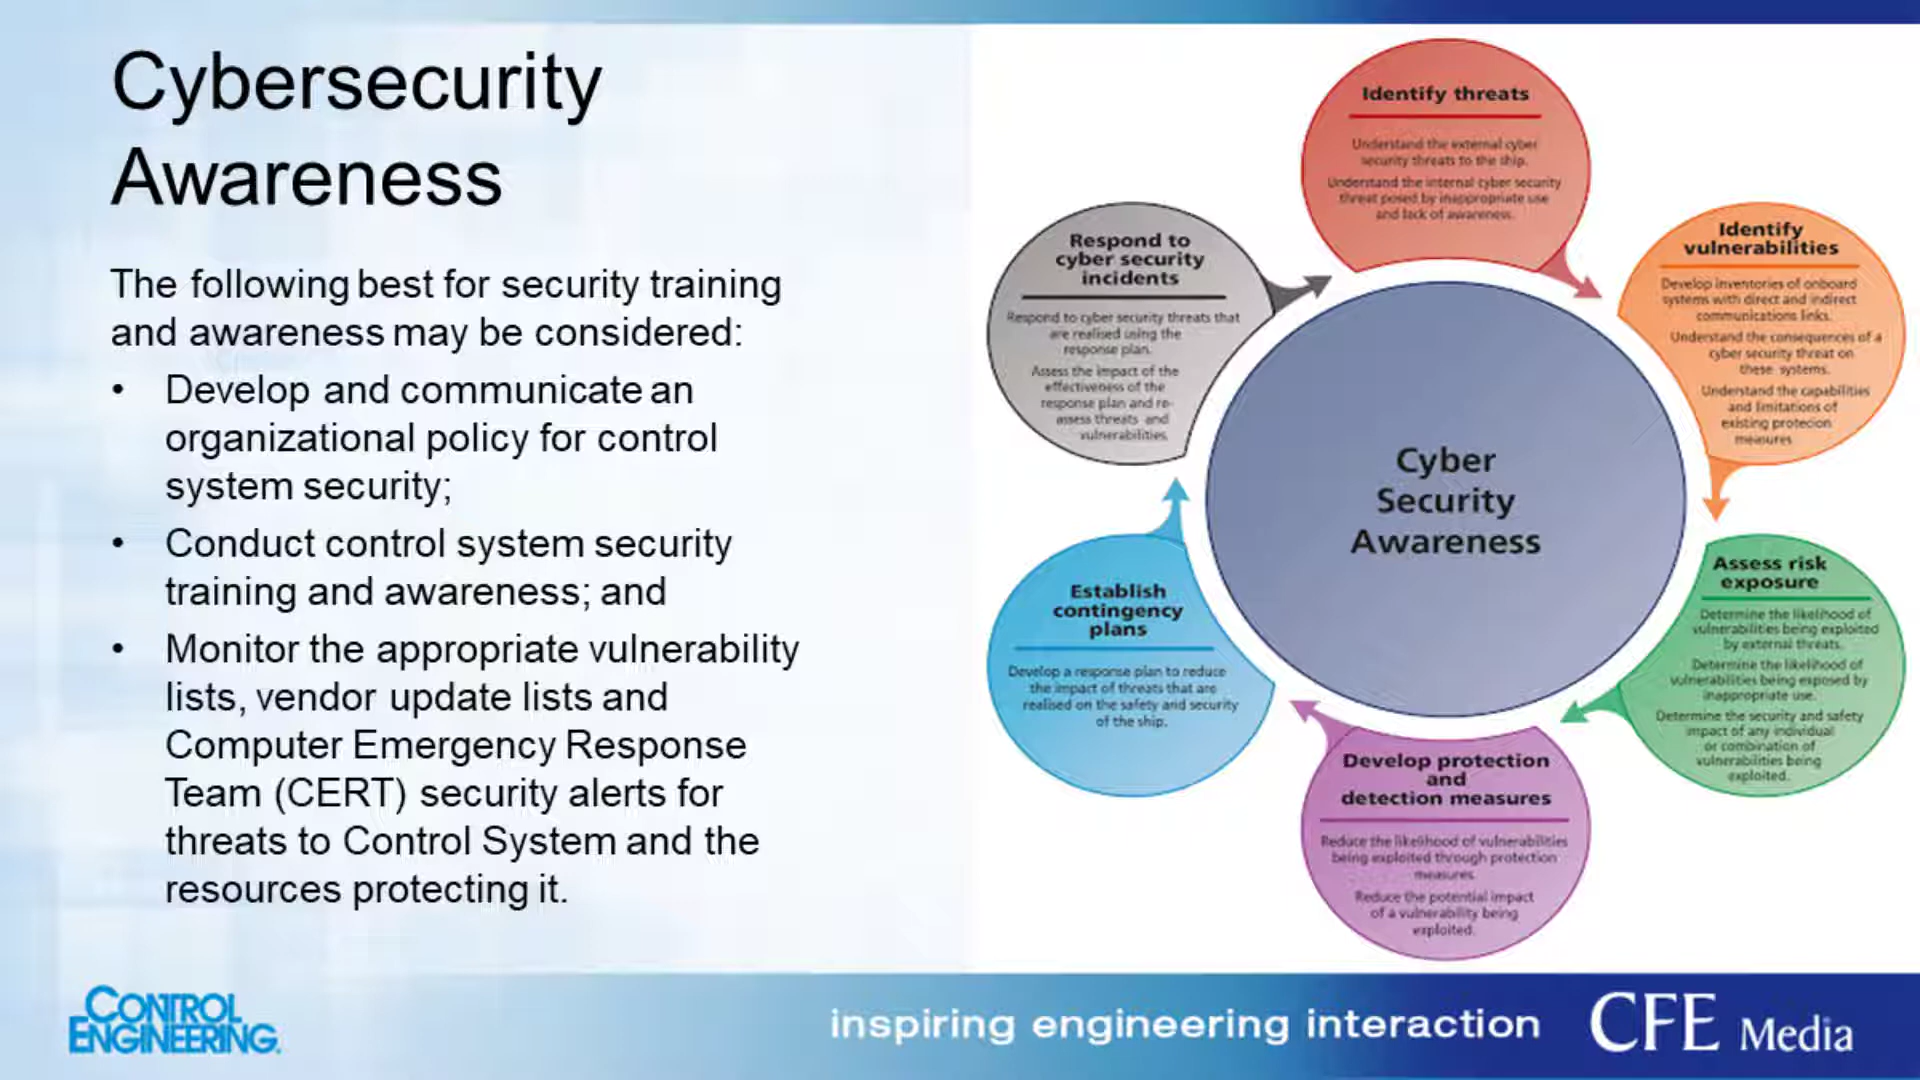 Cybersecurity
Awareness
The following best for security training
and awareness may be considered:
• Develop and communicate an
organizational policy for control
system security;
• Conduct control system security
training and awareness; and
• Monitor the appropriate vulnerability
lists, vendor update lists and
Computer Emergency Response
Team (CERT) security alerts for
threats to Control System and the
resources protecting it.
Identify threats
Understand the external cyber
security threats to the ship.
Understand the internal cyber security
threat posed by inappropriate use
and lack of awareness.
Identify
vulnerabilities
Develop inventories of onboard
systems with direct and indirect
communications links.
Understand the consequences of a
cyber security threat on
these systems.
Understand the capabilities
and limitations of
existing protecion
measures
Assess risk
exposure
Determine the likelihood of
vulnerabilities being exploited
by external threats.
Determine the likelihood of
vulnerabilities being exposed by
inappropriate use.
Determine the security and safety
impact of any individual
or combination of
vulnerabilities being
exploited.
Develop protection
and
detection measures
Reduce the likelihood of vulnerabilities
being exploited through protection
measures
Reduce the potential impact
of a vulnerability being
exploited.
Establish
contingency
plans
Develop a response plan to reduce
the impact of threats that are
realised on the safety and security
of the ship.
Respond to
cyber security
incidents
Respond to cyber security threats that
are realised using the
response plan.
Assess the impact of the
effectiveness of the
response plan and re-
assess threats and
vulnerabilities.
Cyber
Security
Awareness
CONTROL
ENGINEERING.
inspiring engineering interaction
CFE Media